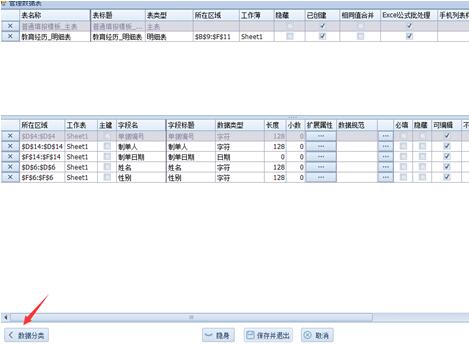 管理数据表
表名称 表标题 表类型 所在区域 工作薄 隐藏 已创建 相同值合并 Excel公式批处理 手机列表样
普通填报模板_主表 普通填报模板_... 主表
教育经历_明细表 教育经历_明细表 明细表 $B$9:$F$11 Sheet1
所在区域 工作表 主键 字段名 字段标题 数据类型 长度 小数 扩展属性 数据规范 必填 隐藏 可编辑 不
$D$4:$D$4 Sheet1 单据编号 单据编号 字符 128 0 ...
$D$14:$D$14 Sheet1 制单人 制单人 字符 128 0 ... ...
$F$14:$F$14 Sheet1 制单日期 制单日期 日期 0 0 ... ...
$D$6:$D$6 Sheet1 姓名 姓名 字符 128 0 ... ...
$F$6:$F$6 Sheet1 性别 性别 字符 128 0 ... ...
数据分类 隐身 保存并退出 取消